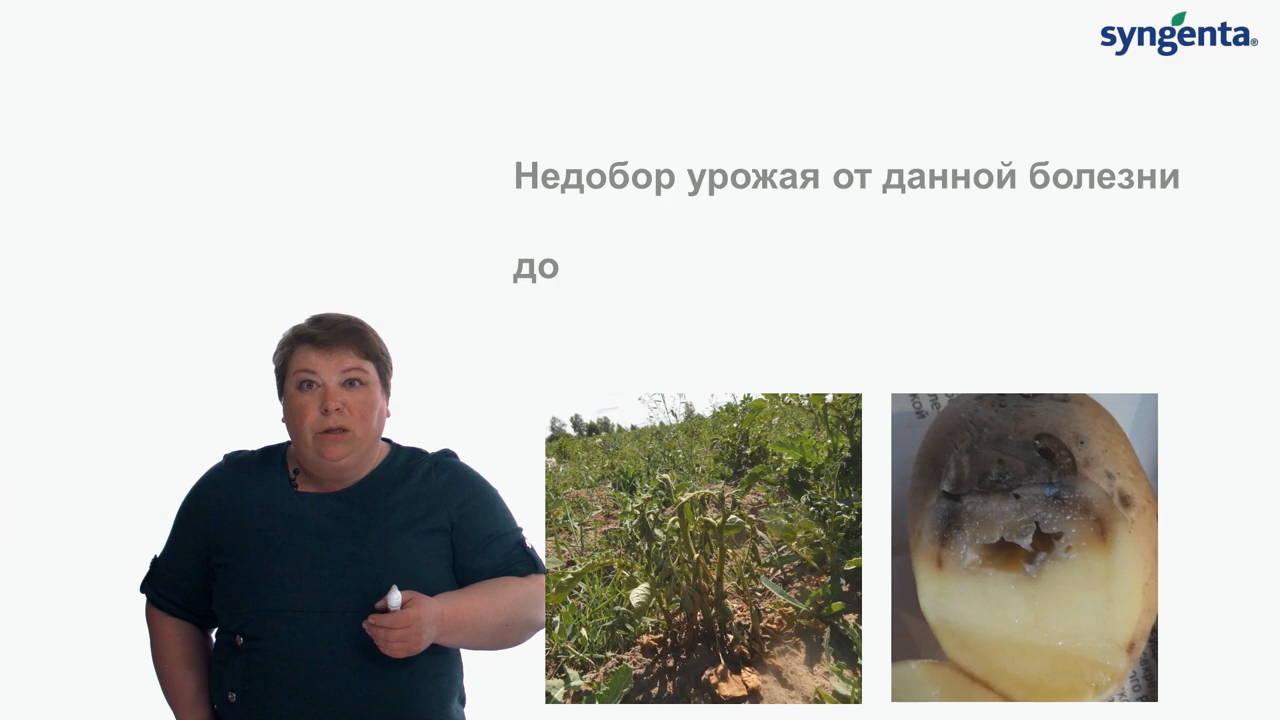 syngenta®
Недобор урожая от данной болезни
до